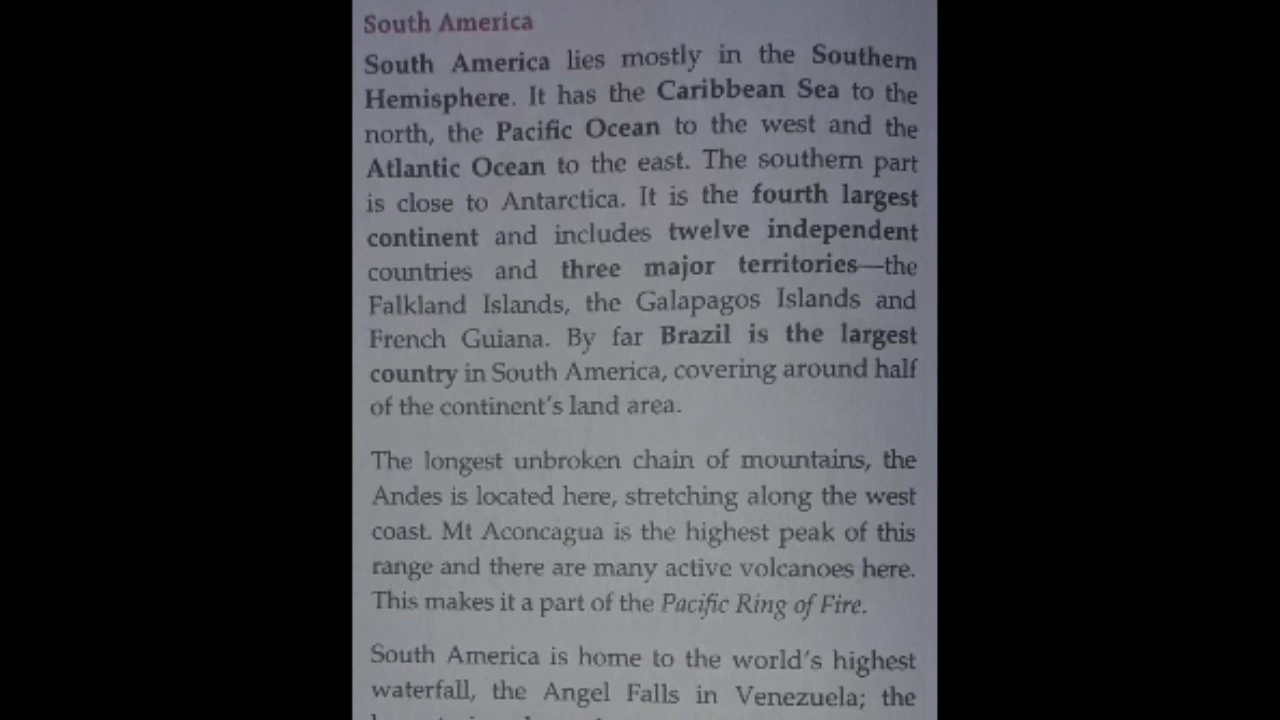 South America
South America lies mostly in the Southern
Hemisphere. It has the Caribbean Sea to the
north, the Pacific Ocean to the west and the
Atlantic Ocean to the east. The southern part
is close to Antarctica. It is the fourth largest
continent and includes twelve independent
countries and three major territories—the
Falkland Islands, the Galapagos Islands and
French Guiana. By far Brazil is the largest
country in South America, covering around half
of the continent's land area.
The longest unbroken chain of mountains, the
Andes is located here, stretching along the west
coast. Mt Aconcagua is the highest peak of this
range and there are many active volcanoes here.
This makes it a part of the Pacific Ring of Fire.
South America is home to the world's highest
waterfall, the Angel Falls in Venezuela; the